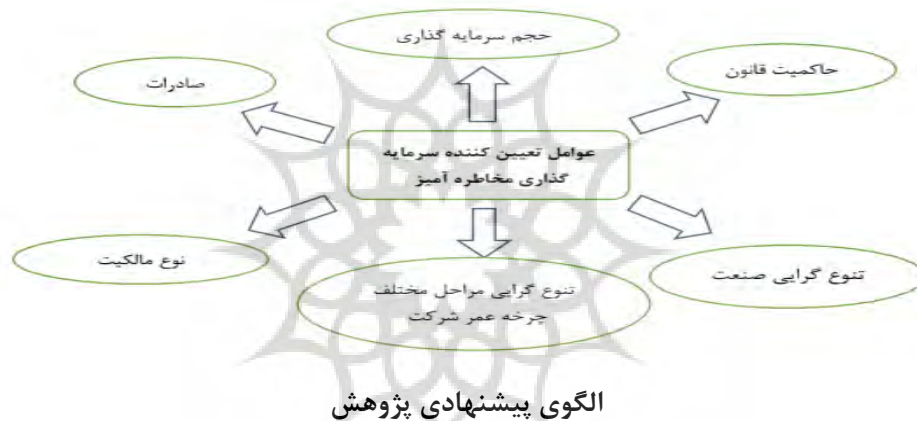 حجم سرمایه گذاری
حاکمیت قانون
صادرات
عوامل تعیین کننده سرمایه
گذاری مخاطره آمیز
نوع مالکیت
تنوع گرایی صنعت
تنوع گرایی مراحل مختلف
چرخه عمر شرکت
الگوی پیشنهادی پژوهش